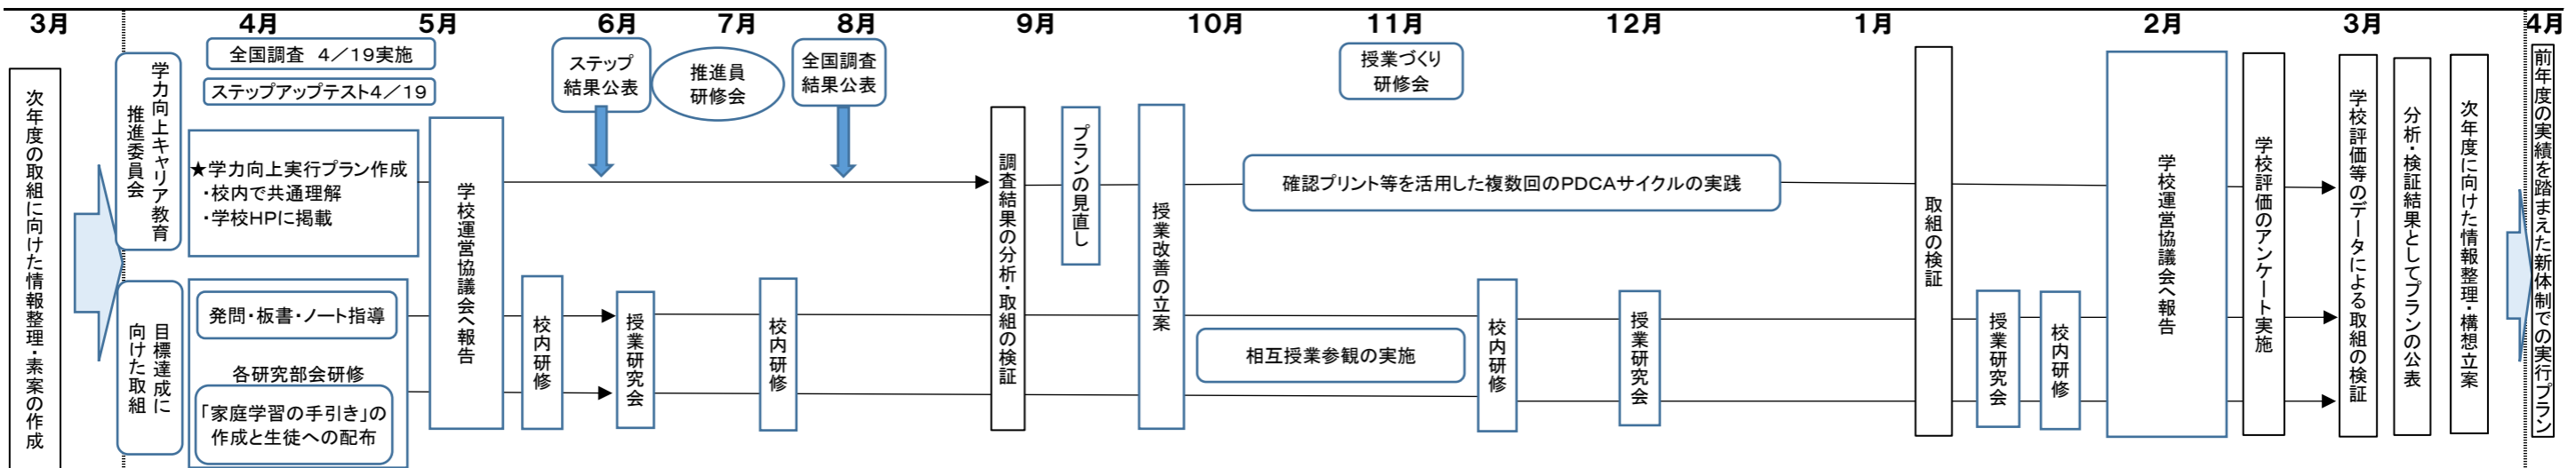 3月
4月
5月
6月
7月
8月
9月
10月
11月
12月
1月
2月
3月
4月
次年度の取組に向けた情報整理・素案の作成
学力向上キャリア教育
推進委員会
目標達成に
向けた取組
全国調査 4／19実施
ステップアップテスト4／19
★学力向上実行プラン作成
・校内で共通理解
・学校HPに掲載
発問・板書・ノート指導
各研究部会研修
「家庭学習の手引き」の
作成と生徒への配布
学校運営協議会へ報告
校内研修
ステップ
結果公表
授業研究会
推進員
研修会
校内研修
全国調査
結果公表
調査結果の分析・取組の検証
プランの見直し
授業改善の立案
授業づくり
研修会
確認プリント等を活用した複数回のPDCAサイクルの実践
相互授業参観の実施
校内研修
授業研究会
取組の検証
授業研究会
校内研修
学校運営協議会へ報告
学校評価のアンケート実施
学校評価等のデータによる取組の検証
分析・検証結果としてプランの公表
次年度に向けた情報整理・構想立案
前年度の実績を踏まえた新体制での実行プラン